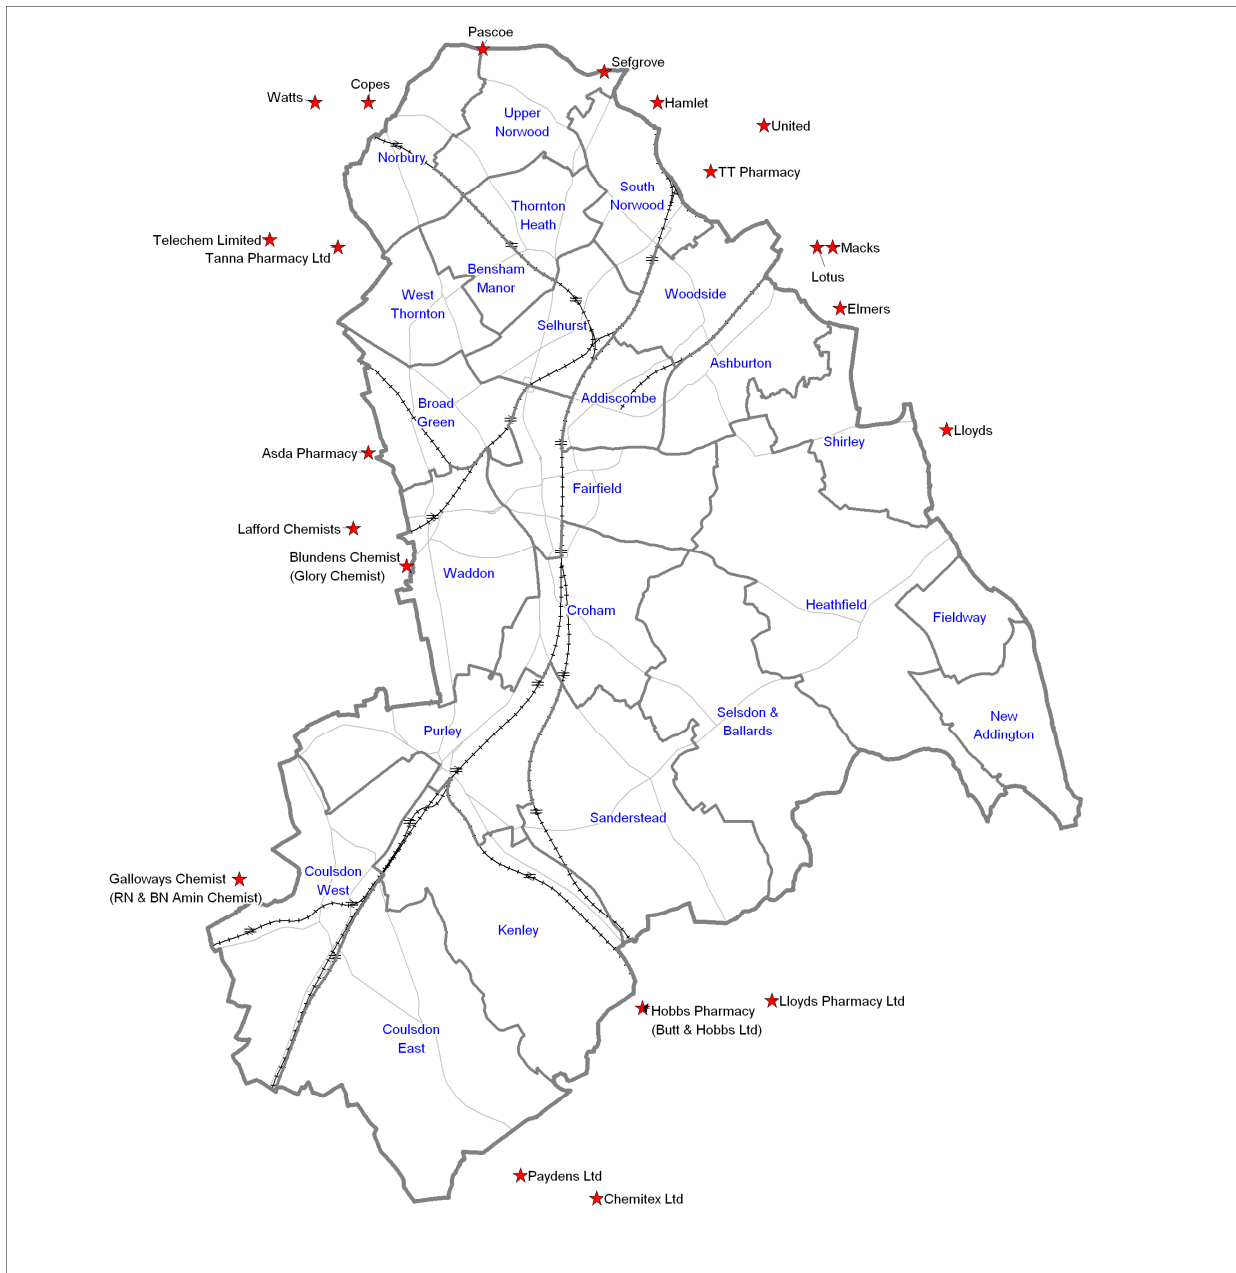 Pascoe
Sefgrove
Copes
Watts
Hamlet
Upper
Norwood
United
Norbury
TT Pharmacy
South
Norwood
Thornton
Heath
Telechem Limited
Tanna Pharmacy Ltd
Macks
Lotus
Bensham
Manor
West
Thornton
Woodside
Elmers
Selhurst
Ashburton
Addiscombe
Broad
Green
Lloyds
Shirley
Asda Pharmacy
Fairfield
Lafford Chemists
Blundens Chemist
(Glory Chemist)
Waddon
Croham
Heathfield
Fieldway
Selsdon &
Ballards
New
Addington
Purley
Sanderstead
Galloways Chemist
(RN & BN Amin Chemist)
Coulsdon
West
Kenley
Lloyds Pharmacy Ltd
Hobbs Pharmacy
(Butt & Hobbs Ltd)
Coulsdon
East
Paydens Ltd
Chemitex Ltd